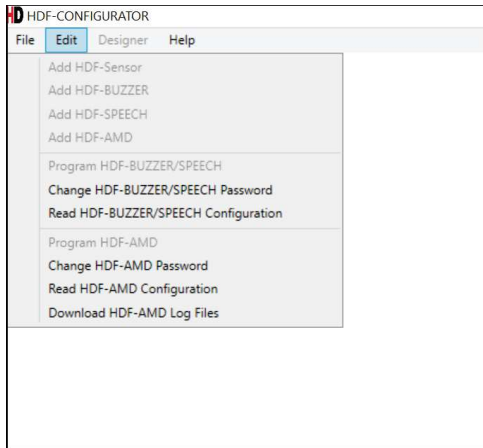 HD HDF-CONFIGURATOR
File Edit Designer Help
Add HDF-Sensor
Add HDF-BUZZER
Add HDF-SPEECH
Add HDF-AMD
Program HDF-BUZZER/SPEECH
Change HDF-BUZZER/SPEECH Password
Read HDF-BUZZER/SPEECH Configuration
Program HDF-AMD
Change HDF-AMD Password
Read HDF-AMD Configuration
Download HDF-AMD Log Files